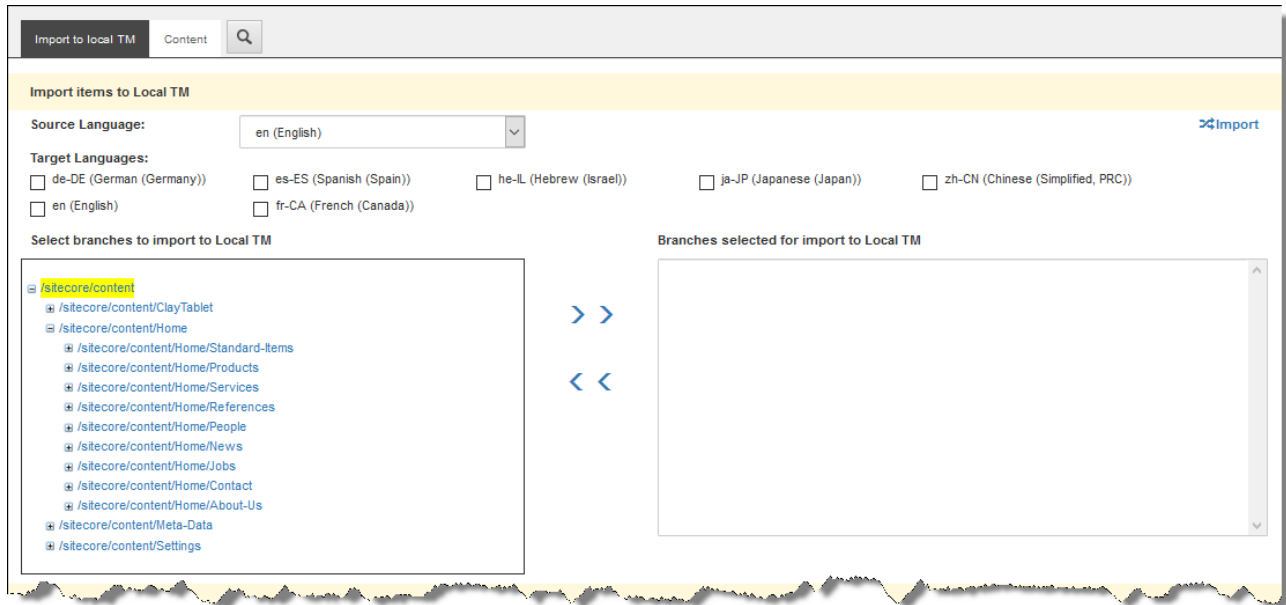 Import to local TM Content
Import items to Local TM
Source Language: en (English) Import
Target Languages:
de-DE (German (Germany)) es-ES (Spanish (Spain)) he-IL (Hebrew (Israel)) ja-JP (Japanese (Japan)) zh-CN (Chinese (Simplified, PRC))
en (English) fr-CA (French (Canada))
Select branches to import to Local TM Branches selected for import to Local TM
/sitecore/content
/sitecore/content/ClayTablet
/sitecore/content/Home
/sitecore/content/Home/Standard-Items
/sitecore/content/Home/Products
/sitecore/content/Home/Services
/sitecore/content/Home/References
/sitecore/content/Home/People
/sitecore/content/Home/News
/sitecore/content/Home/Jobs
/sitecore/content/Home/Contact
/sitecore/content/Home/About-Us
/sitecore/content/Meta-Data
/sitecore/content/Settings